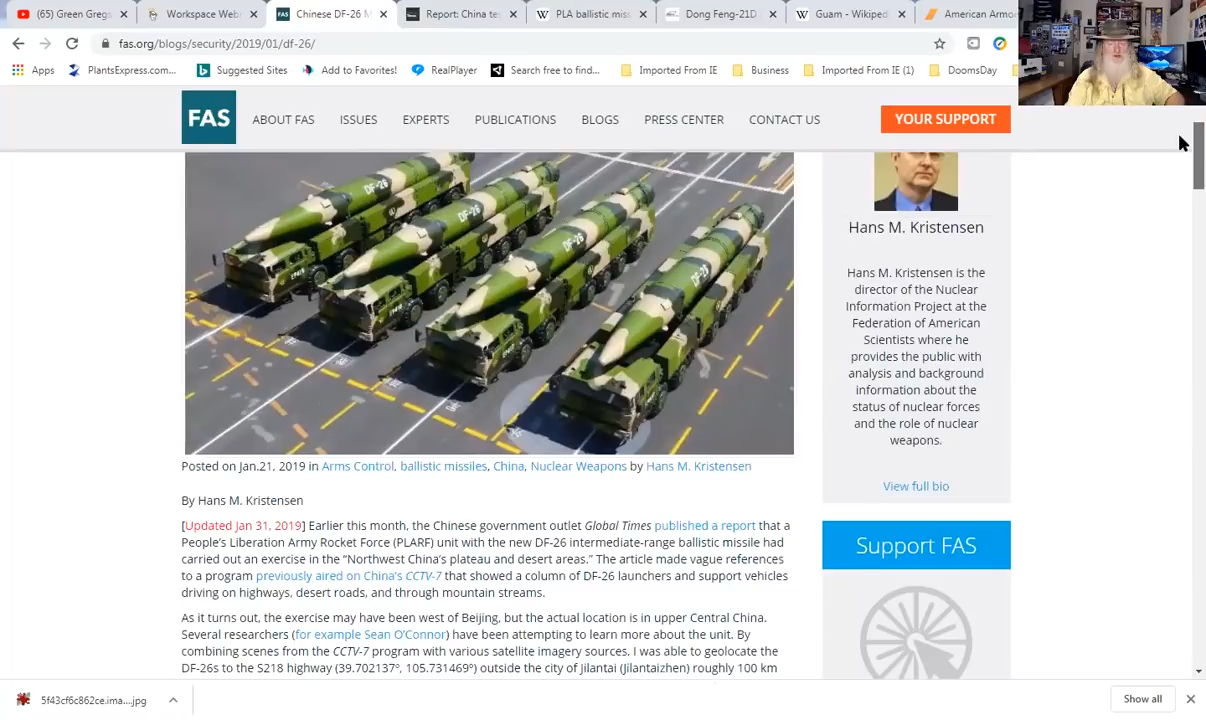 (65) Green Gregs
Workspace Weba
Chinese DF-26 M
Report: China te
PLA ballistic mis
Dong Feng-21D
Guam - Wikiped
American Armo
fas.org/blogs/security/2019/01/df-26/
Apps
PlantsExpress.com...
Suggested Sites
Add to Favorites!
RealPlayer
Search free to find...
Imported From IE
Business
Imported From IE (1)
DoomsDay
FAS
ABOUT FAS
ISSUES
EXPERTS
PUBLICATIONS
BLOGS
PRESS CENTER
CONTACT US
YOUR SUPPORT
DF-26
DF-26
DF-26
DF-26
Posted on Jan.21, 2019 in Arms Control, ballistic missiles, China, Nuclear Weapons by Hans M. Kristensen
By Hans M. Kristensen
[Updated Jan 31, 2019] Earlier this month, the Chinese government outlet Global Times published a report that a
People's Liberation Army Rocket Force (PLARF) unit with the new DF-26 intermediate-range ballistic missile had
carried out an exercise in the “Northwest China's plateau and desert areas.” The article made vague references
to a program previously aired on China's CCTV-7 that showed a column of DF-26 launchers and support vehicles
driving on highways, desert roads, and through mountain streams.
As it turns out, the exercise may have been west of Beijing, but the actual location is in upper Central China.
Several researchers (for example Sean O'Connor) have been attempting to learn more about the unit. By
combining scenes from the CCTV-7 program with various satellite imagery sources. I was able to geolocate the
DF-26s to the S218 highway (39.702137º, 105.731469º) outside the city of Jilantai (Jilantaizhen) roughly 100 km
Hans M. Kristensen
Hans M. Kristensen is the
director of the Nuclear
Information Project at the
Federation of American
Scientists where he
provides the public with
analysis and background
information about the
status of nuclear forces
and the role of nuclear
weapons.
View full bio
Support FAS
5f43cf6c862ce.ima....jpg
Show all